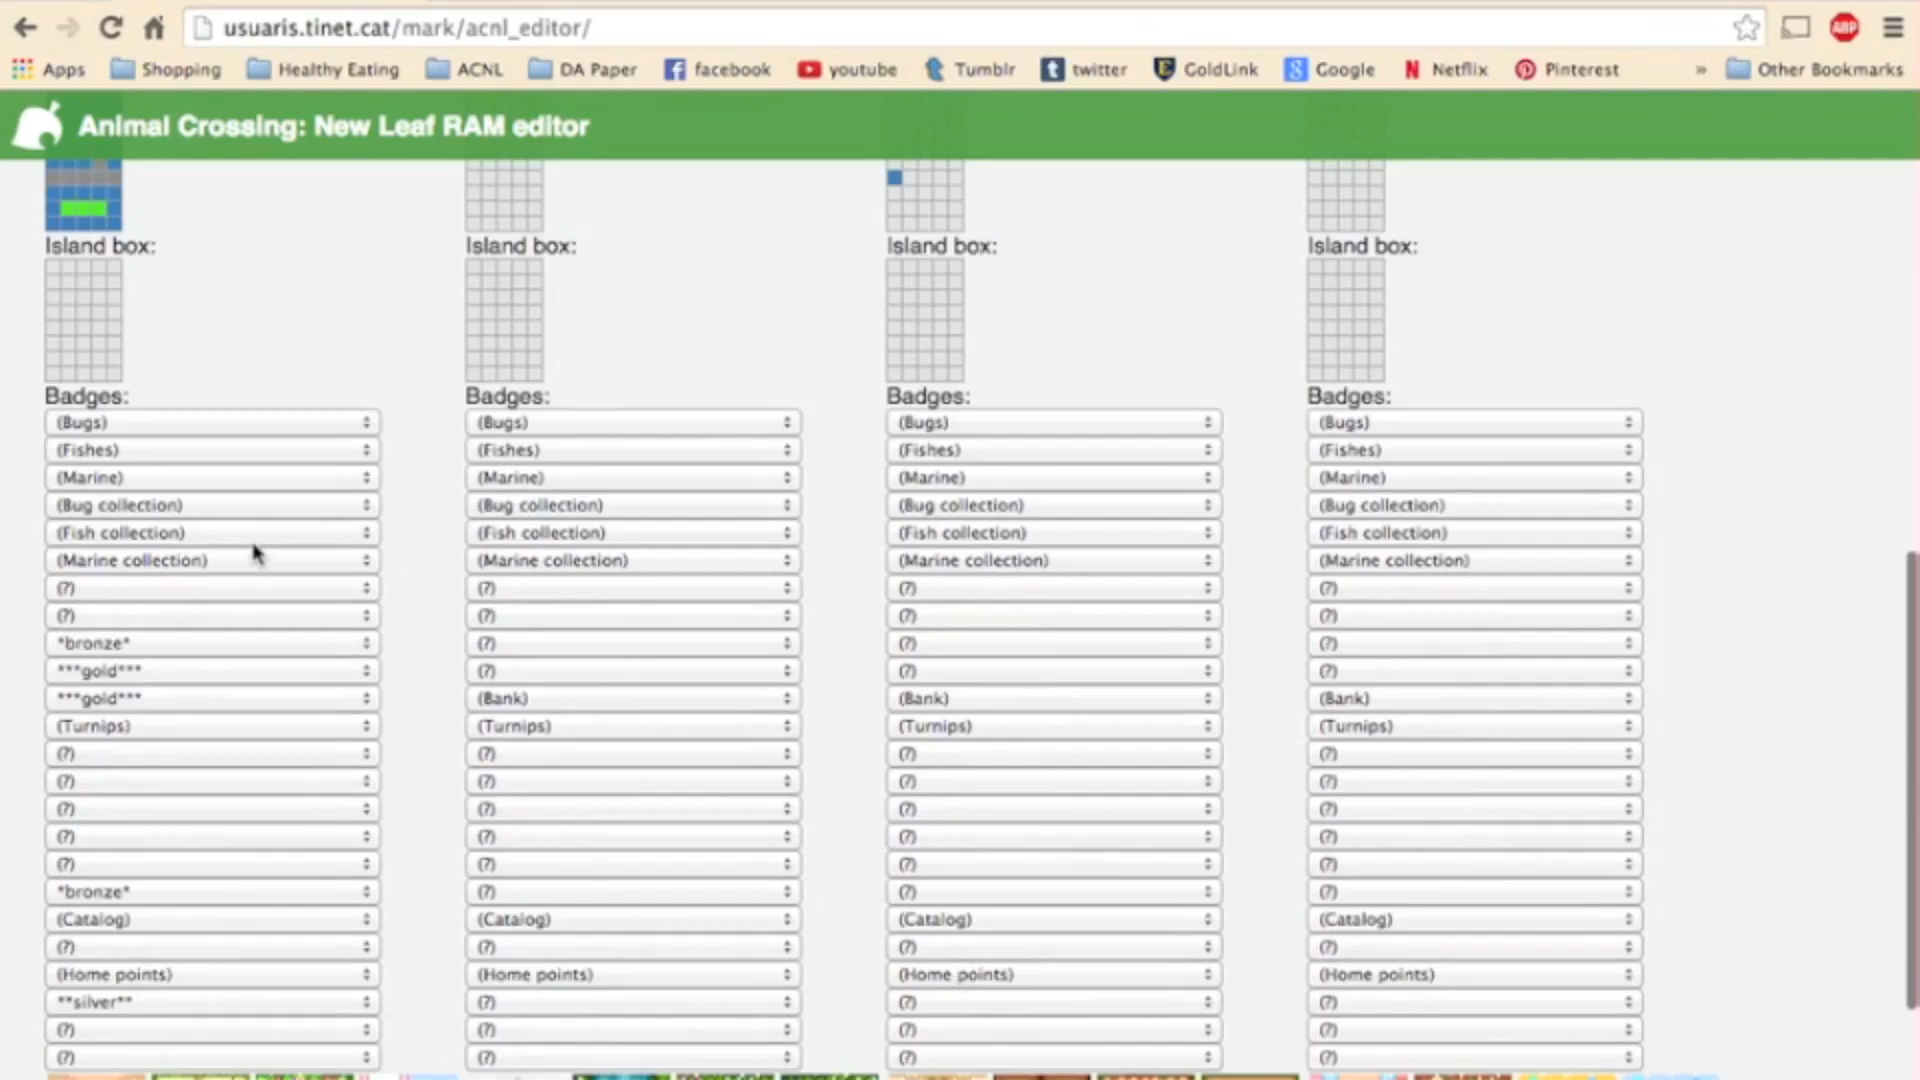 usuaris.tinet.cat/mark/acnl_editor/
ABP
Apps Shopping Healthy Eating ACNL DA Paper facebook youtube Tumblr twitter GoldLink Google Netflix Pinterest » Other Bookmarks
Animal Crossing: New Leaf RAM editor
Island box: Island box: Island box: Island box:
Badges: Badges: Badges: Badges:
(Bugs) (Bugs) (Bugs) (Bugs)
(Fishes) (Fishes) (Fishes) (Fishes)
(Marine) (Marine) (Marine) (Marine)
(Bug collection) (Bug collection) (Bug collection) (Bug collection)
(Fish collection) (Fish collection) (Fish collection) (Fish collection)
(Marine collection) (Marine collection) (Marine collection) (Marine collection)
(?) (?) (?) (?)
(?) (?) (?) (?)
*bronze* (?) (?) (?)
***gold*** (?) (?) (?)
***gold*** (Bank) (Bank) (Bank)
(Turnips) (Turnips) (Turnips) (Turnips)
(?) (?) (?) (?)
(?) (?) (?) (?)
(?) (?) (?) (?)
(?) (?) (?) (?)
(?) (?) (?) (?)
*bronze* (?) (?) (?)
(Catalog) (Catalog) (Catalog) (Catalog)
(?) (?) (?) (?)
(Home points) (Home points) (Home points) (Home points)
**silver** (?) (?) (?)
(?) (?) (?) (?)
(?) (?) (?) (?)